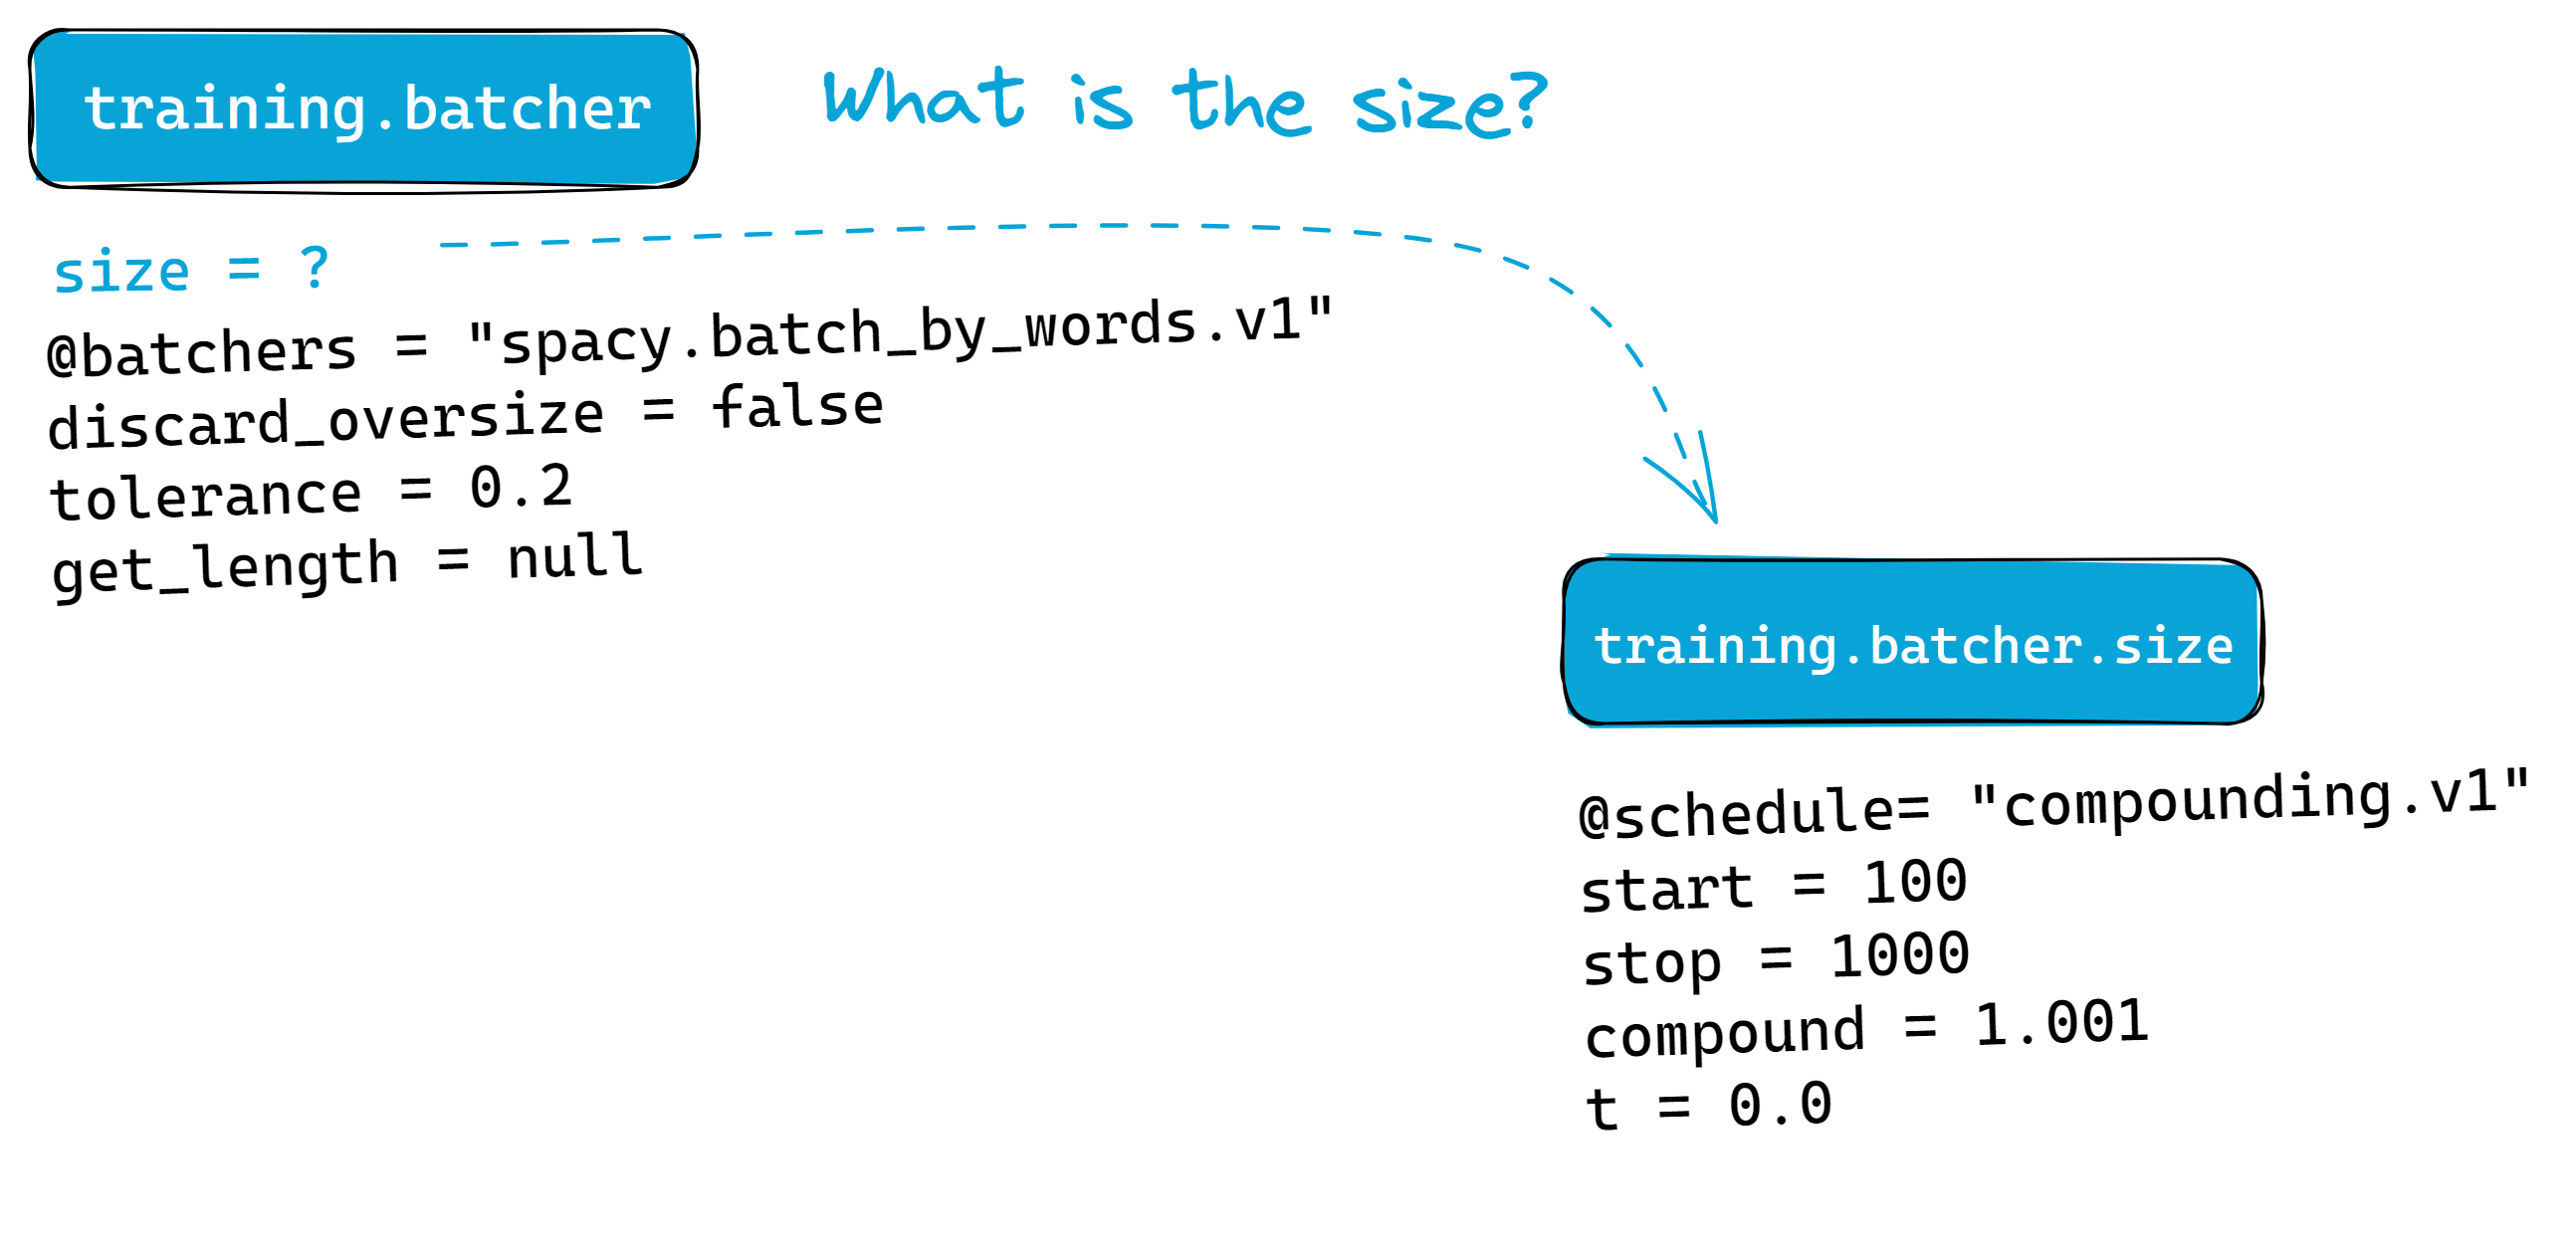 training.batcher
What is the size?
size = ?
@batchers = "spacy.batch_by_words.v1"
discard_oversize = false
tolerance = 0.2
get_length = null
training.batcher.size
@schedule= "compounding.v1"
start = 100
stop = 1000
compound = 1.001
t = 0.0